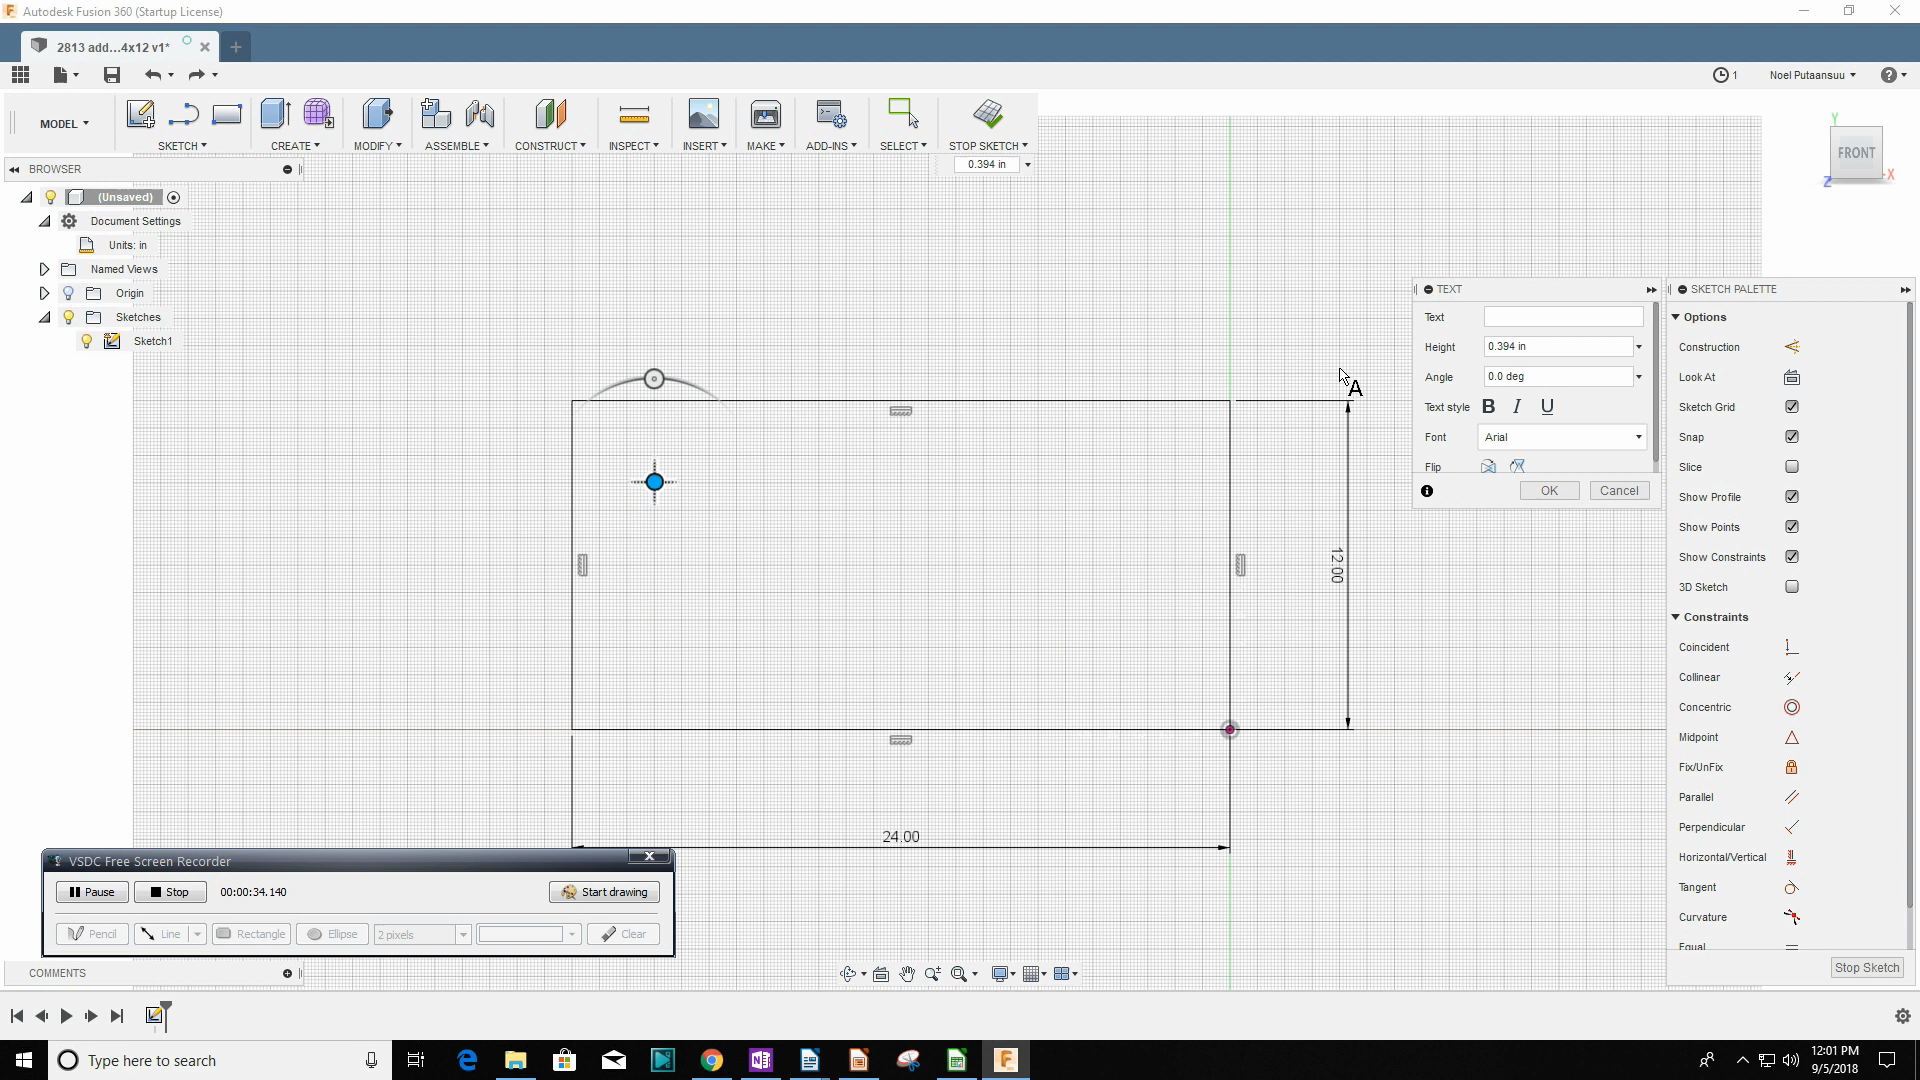 Autodesk Fusion 360 (Startup License)
2813 add...4x12 v1*
1
Noel Putaansuu
MODEL
SKETCH
CREATE
MODIFY
ASSEMBLE
CONSTRUCT
INSPECT
INSERT
MAKE
ADD-INS
SELECT
STOP SKETCH
0.394 in
BROWSER
(Unsaved)
Document Settings
Units: in
Named Views
Origin
Sketches
Sketch1
Y
FRONT
X
Z
TEXT
Text
Height 0.394 in
Angle 0.0 deg
Text style B I U
Font Arial
Flip
OK Cancel
SKETCH PALETTE
Options
Construction
Look At
Sketch Grid
Snap
Slice
Show Profile
Show Points
Show Constraints
3D Sketch
Constraints
Coincident
Collinear
Concentric
Midpoint
Fix/UnFix
Parallel
Perpendicular
Horizontal/Vertical
Tangent
Curvature
Equal
Stop Sketch
A
12.00
24.00
VSDC Free Screen Recorder
Pause Stop 00:00:34.140 Start drawing
Pencil Line Rectangle Ellipse 2 pixels Clear
COMMENTS
Type here to search
12:01 PM
9/5/2018